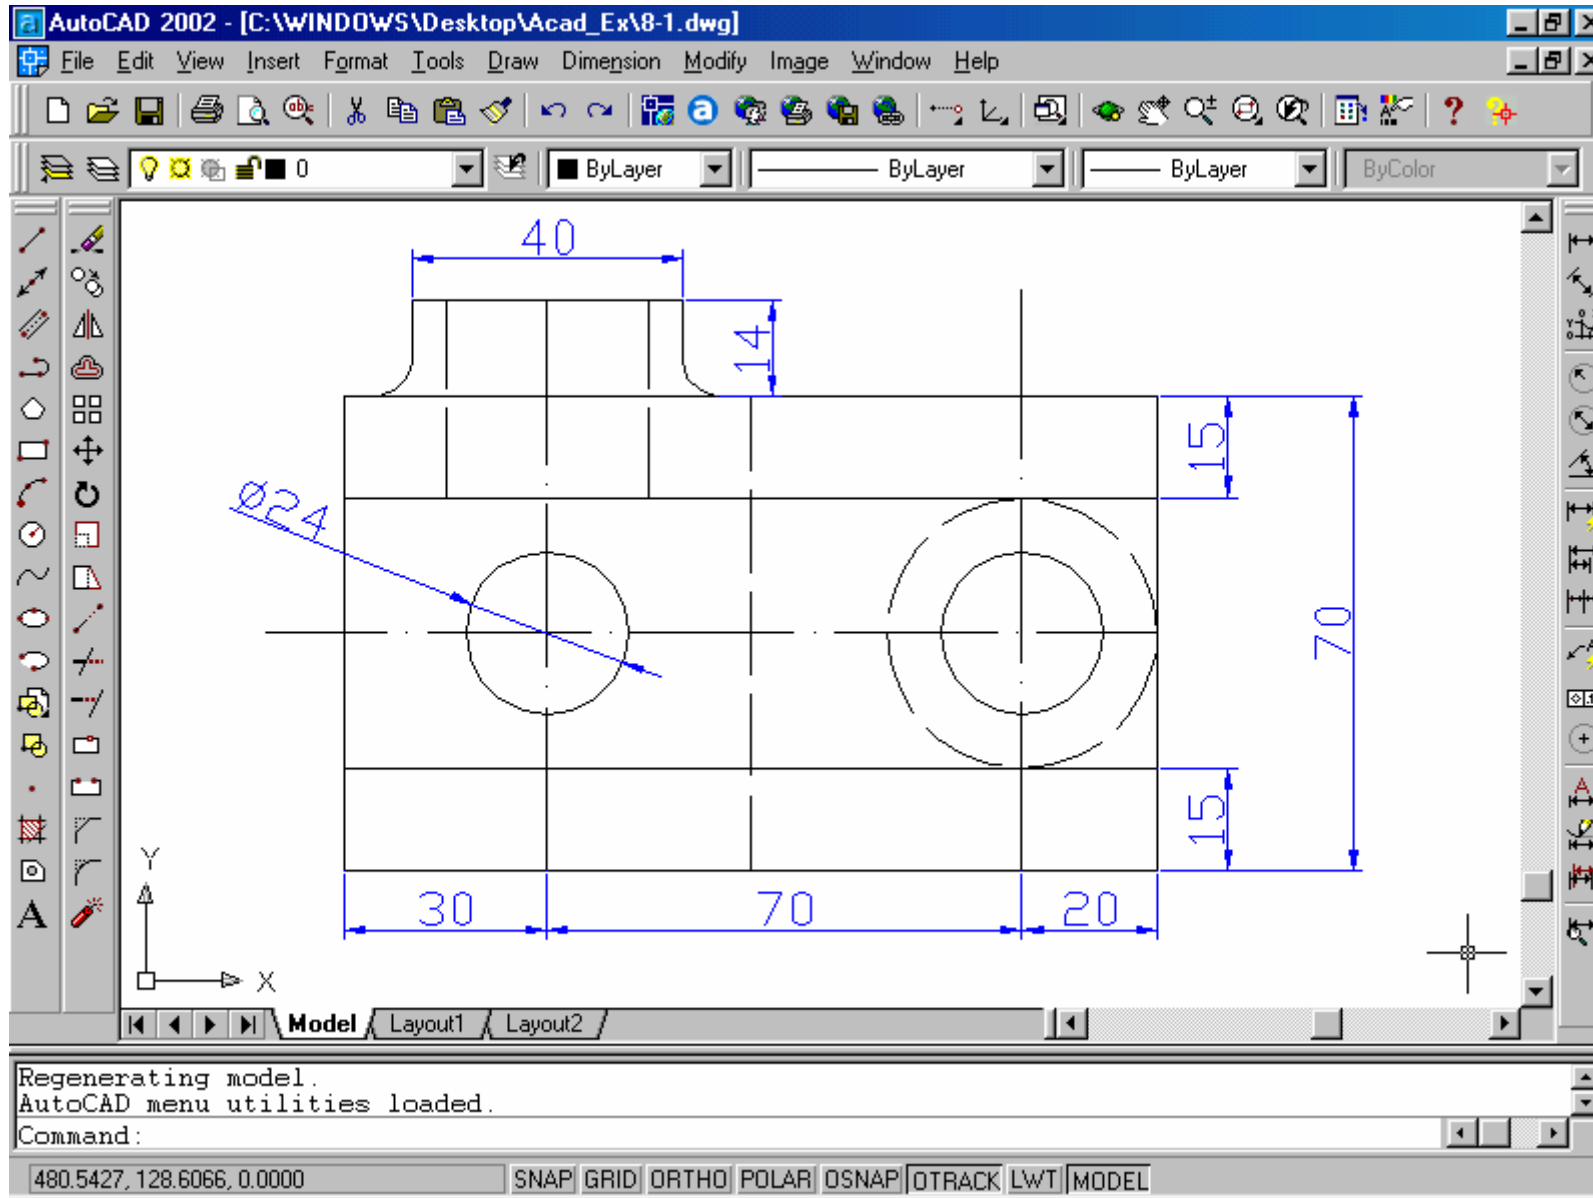 AutoCAD 2002 - [C:\WINDOWS\Desktop\Acad_Ex\8-1.dwg]
File Edit View Insert Format Tools Draw Dimension Modify Image Window Help
0 ByLayer ByLayer ByLayer ByColor
40
14
15
Ø24
70
15
30 70 20
Y
X
Model Layout1 Layout2
Regenerating model.
AutoCAD menu utilities loaded.
Command:
480.5427, 128.6066, 0.0000 SNAP GRID ORTHO POLAR OSNAP OTRACK LWT MODEL